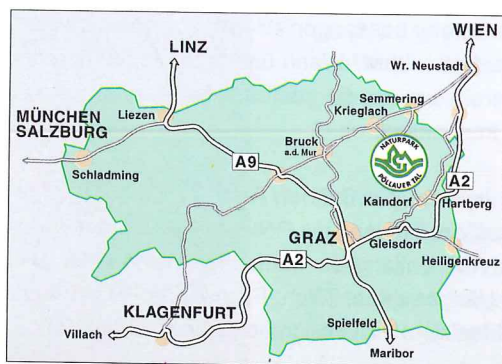 WIEN
LINZ
Wr. Neustadt
MÜNCHEN
SALZBURG
Liezen
Semmering
Krieglach
Bruck
a.d. Mur
NATURPARK
PÖLLAUER TAL
A9
Schladming
A2
Kaindorf
Hartberg
GRAZ
Gleisdorf
A2
Heiligenkreuz
KLAGENFURT
Villach
Spielfeld
Maribor